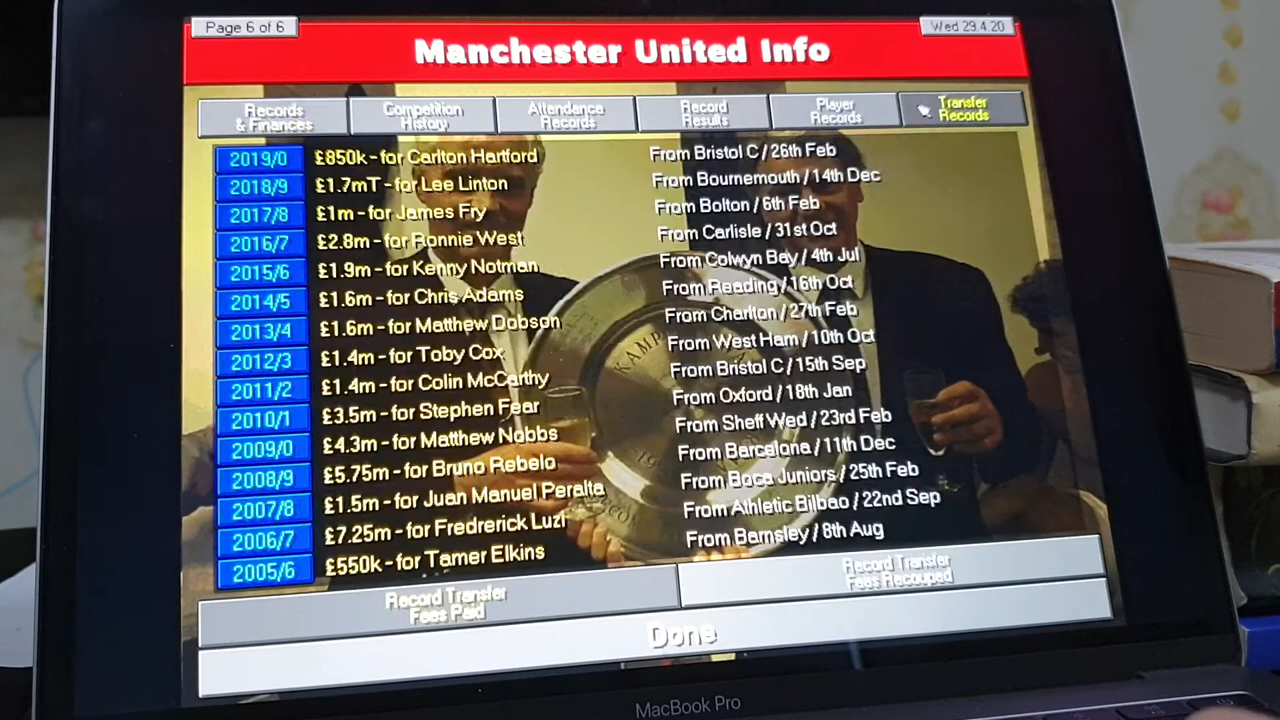 Page 6 of 6
Wed 29.4.20
Manchester United Info
Records & Finances
Competition History
Attendance Records
Record Results
Player Records
Transfer Records
2019/0 £850k - for Carlton Hartford From Bristol C / 26th Feb
2018/9 £1.7mT - for Lee Linton From Bournemouth / 14th Dec
2017/8 £1m - for James Fry From Bolton / 6th Feb
2016/7 £2.8m - for Ronnie West From Carlisle / 31st Oct
2015/6 £1.9m - for Kenny Notman From Colwyn Bay / 4th Jul
2014/5 £1.6m - for Chris Adams From Reading / 16th Oct
2013/4 £1.6m - for Matthew Dobson From Charlton / 27th Feb
2012/3 £1.4m - for Toby Cox From West Ham / 10th Oct
2011/2 £1.4m - for Colin McCarthy From Bristol C / 15th Sep
2010/1 £3.5m - for Stephen Fear From Oxford / 18th Jan
2009/0 £4.3m - for Matthew Nobbs From Sheff Wed / 23rd Feb
2008/9 £5.75m - for Bruno Rebelo From Barcelona / 11th Dec
2007/8 £1.5m - for Juan Manuel Peralta From Boca Juniors / 25th Feb
2006/7 £7.25m - for Fredrerick Luzi From Athletic Bilbao / 22nd Sep
2005/6 £550k - for Tamer Elkins From Barnsley / 8th Aug
KAMP
Record Transfer Fees Paid
Record Transfer Fees Recouped
Done
MacBook Pro